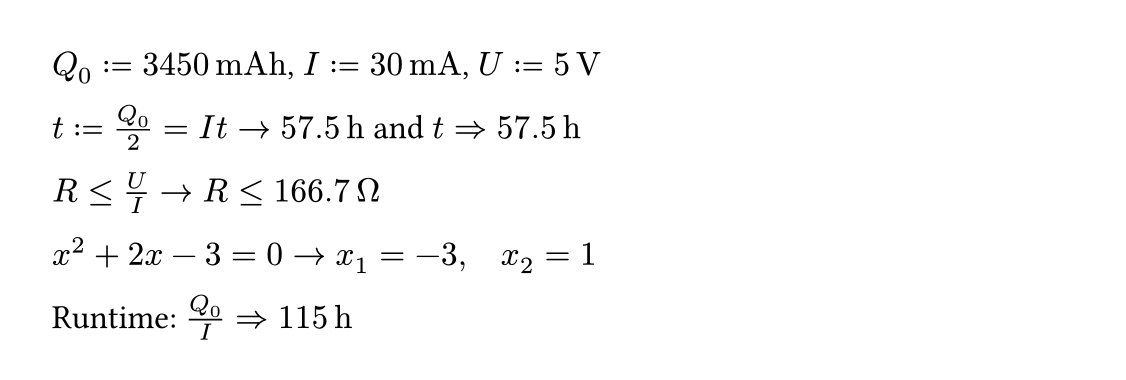 Q₀ := 3450 mAh, I := 30 mA, U := 5 V
t := Q₀/2 = It → 57.5 h and t ⇒ 57.5 h
R ≤ U/I → R ≤ 166.7 Ω
x² + 2x − 3 = 0 → x₁ = −3, x₂ = 1
Runtime: Q₀/I ⇒ 115 h